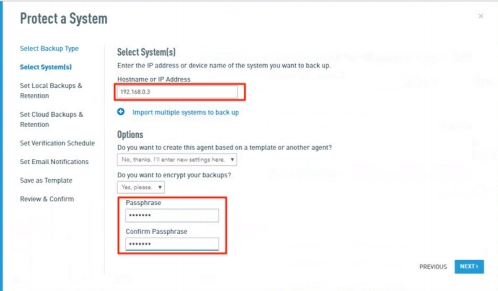 Protect a System
×
Select Backup Type
Select System(s)
Set Local Backups &
Retention
Set Cloud Backups &
Retention
Set Verification Schedule
Set Email Notifications
Save as Template
Review & Confirm
Select System(s)
Enter the IP address or device name of the system you want to back up.
Hostname or IP Address
192.168.0.3
Import multiple systems to back up
Options
Do you want to create this agent based on a template or another agent?
No, thanks. I'll enter new settings here.
Do you want to encrypt your backups?
Yes, please.
Passphrase
•••••••
Confirm Passphrase
•••••••
PREVIOUS
NEXT ›